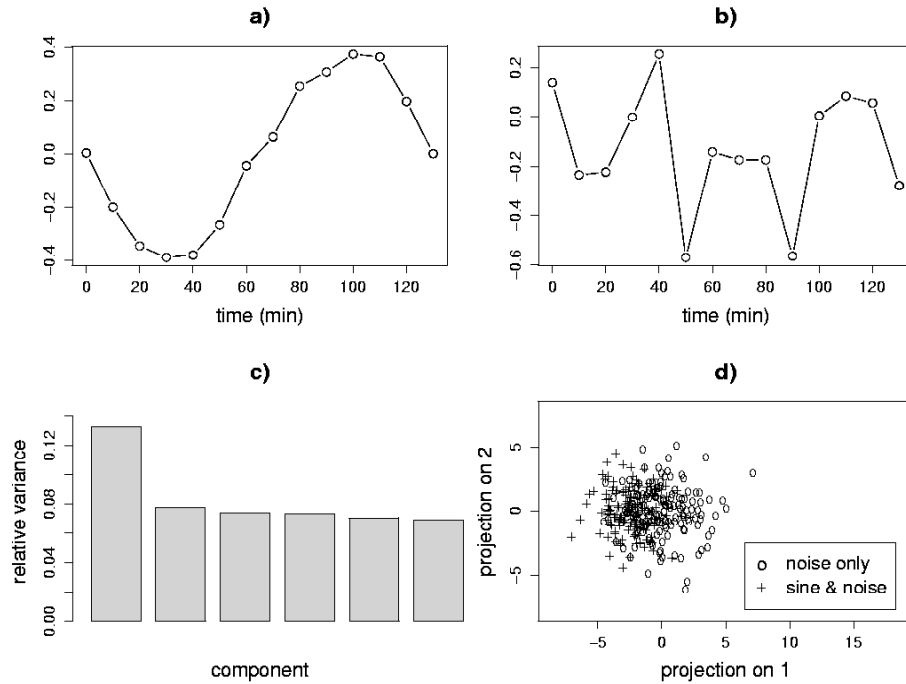 a)
0.4
0.2
0.0
−0.2
−0.4
0 20 40 60 80 100 120
time (min)
b)
0.2
0.0
−0.2
−0.4
−0.6
0 20 40 60 80 100 120
time (min)
c)
relative variance
0.12
0.08
0.04
0.00
component
d)
projection on 2
5
0
−5
−5 0 5 10 15
projection on 1
o noise only
+ sine & noise